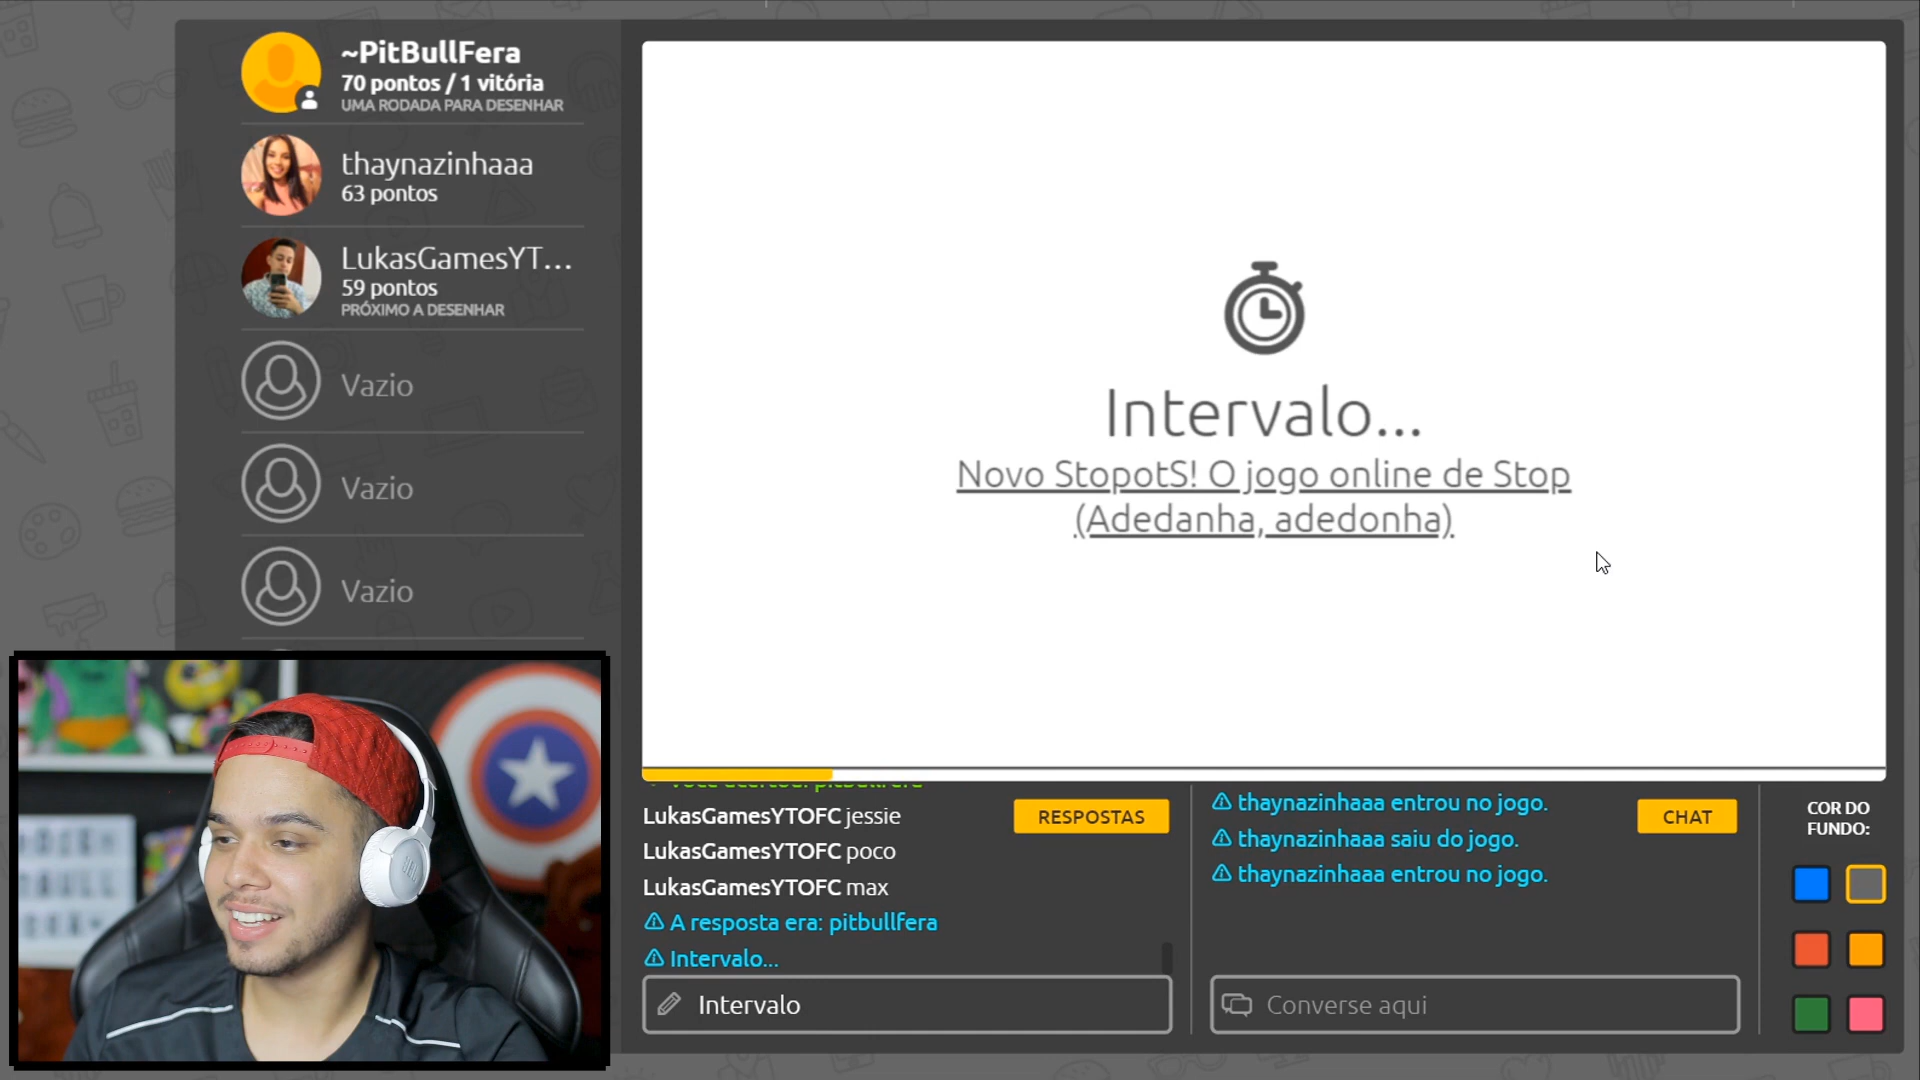 ~PitBullFera
70 pontos / 1 vitória
UMA RODADA PARA DESENHAR
thaynazinhaaa
63 pontos
LukasGamesYT...
59 pontos
PRÓXIMO A DESENHAR
Vazio
Vazio
Vazio
Intervalo...
Novo StopotS! O jogo online de Stop
(Adedanha, adedonha)
LukasGamesYTOFC jessie
LukasGamesYTOFC poco
LukasGamesYTOFC max
A resposta era: pitbullfera
Intervalo...
RESPOSTAS
Intervalo
thaynazinhaaa entrou no jogo.
thaynazinhaaa saiu do jogo.
thaynazinhaaa entrou no jogo.
CHAT
Converse aqui
COR DO
FUNDO: